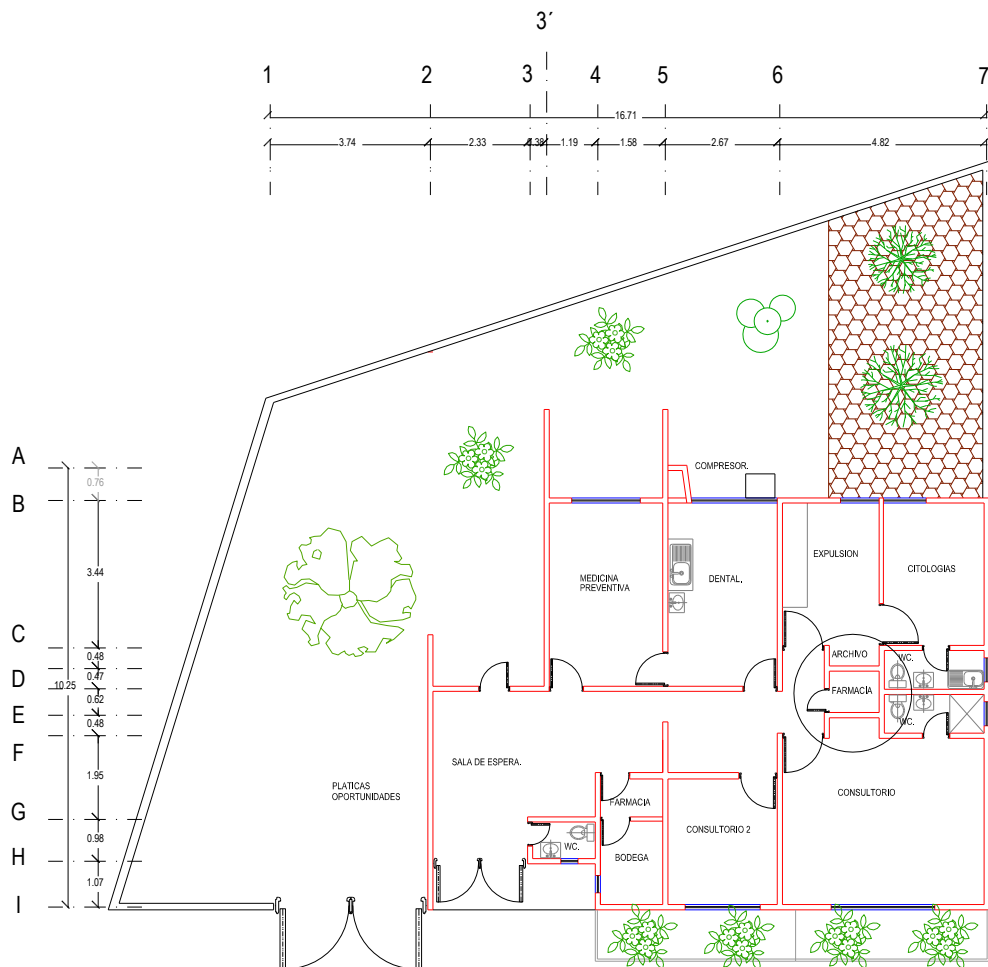 3´
1 2 3 4 5 6 7
16.71
3.74 2.33 .38 1.19 1.58 2.67 4.82
A
0.76
B
3.44
C
0.48
D
0.47
10.25
0.62
E
0.48
F
1.95
G
0.98
H
1.07
I
COMPRESOR.
EXPULSION
MEDICINA
PREVENTIVA
DENTAL,
CITOLOGIAS
ARCHIVO
WC.
FARMACÍA
WC.
SALA DE ESPERA.
PLATICAS
OPORTUNIDADES
CONSULTORIO
FARMACIA
CONSULTORIO 2
WC.
BODEGA